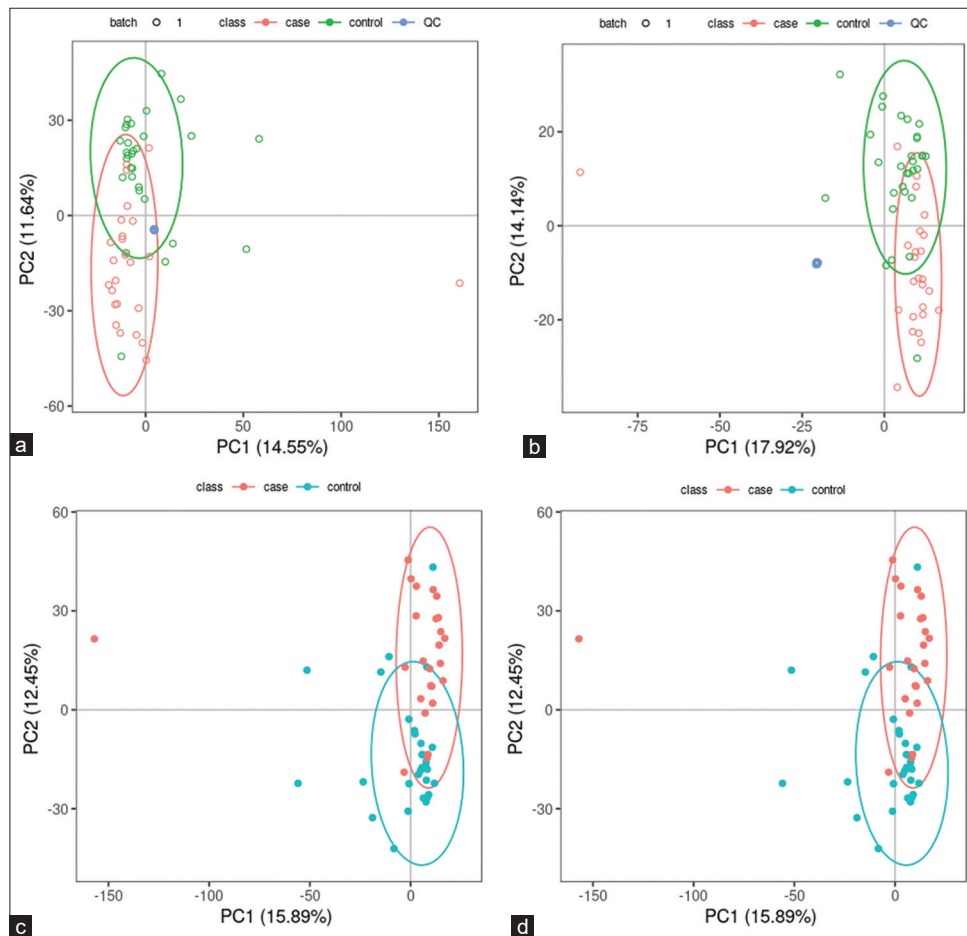 batch 1 class case control QC
PC2 (11.64%)
30
0
-30
-60
0 50 100 150
a
PC1 (14.55%)
batch 1 class case control QC
PC2 (14.14%)
20
0
-20
-75 -50 -25 0
b
PC1 (17.92%)
class case control
PC2 (12.45%)
60
30
0
-30
-150 -100 -50 0
c
PC1 (15.89%)
class case control
PC2 (12.45%)
60
30
0
-30
-150 -100 -50 0
d
PC1 (15.89%)